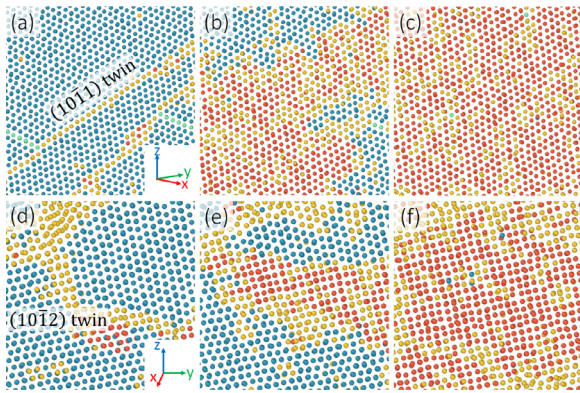 (a)
(b)
(c)
(101̅1) twin
z
y
x
(d)
(e)
(f)
(101̅2) twin
z
y
x